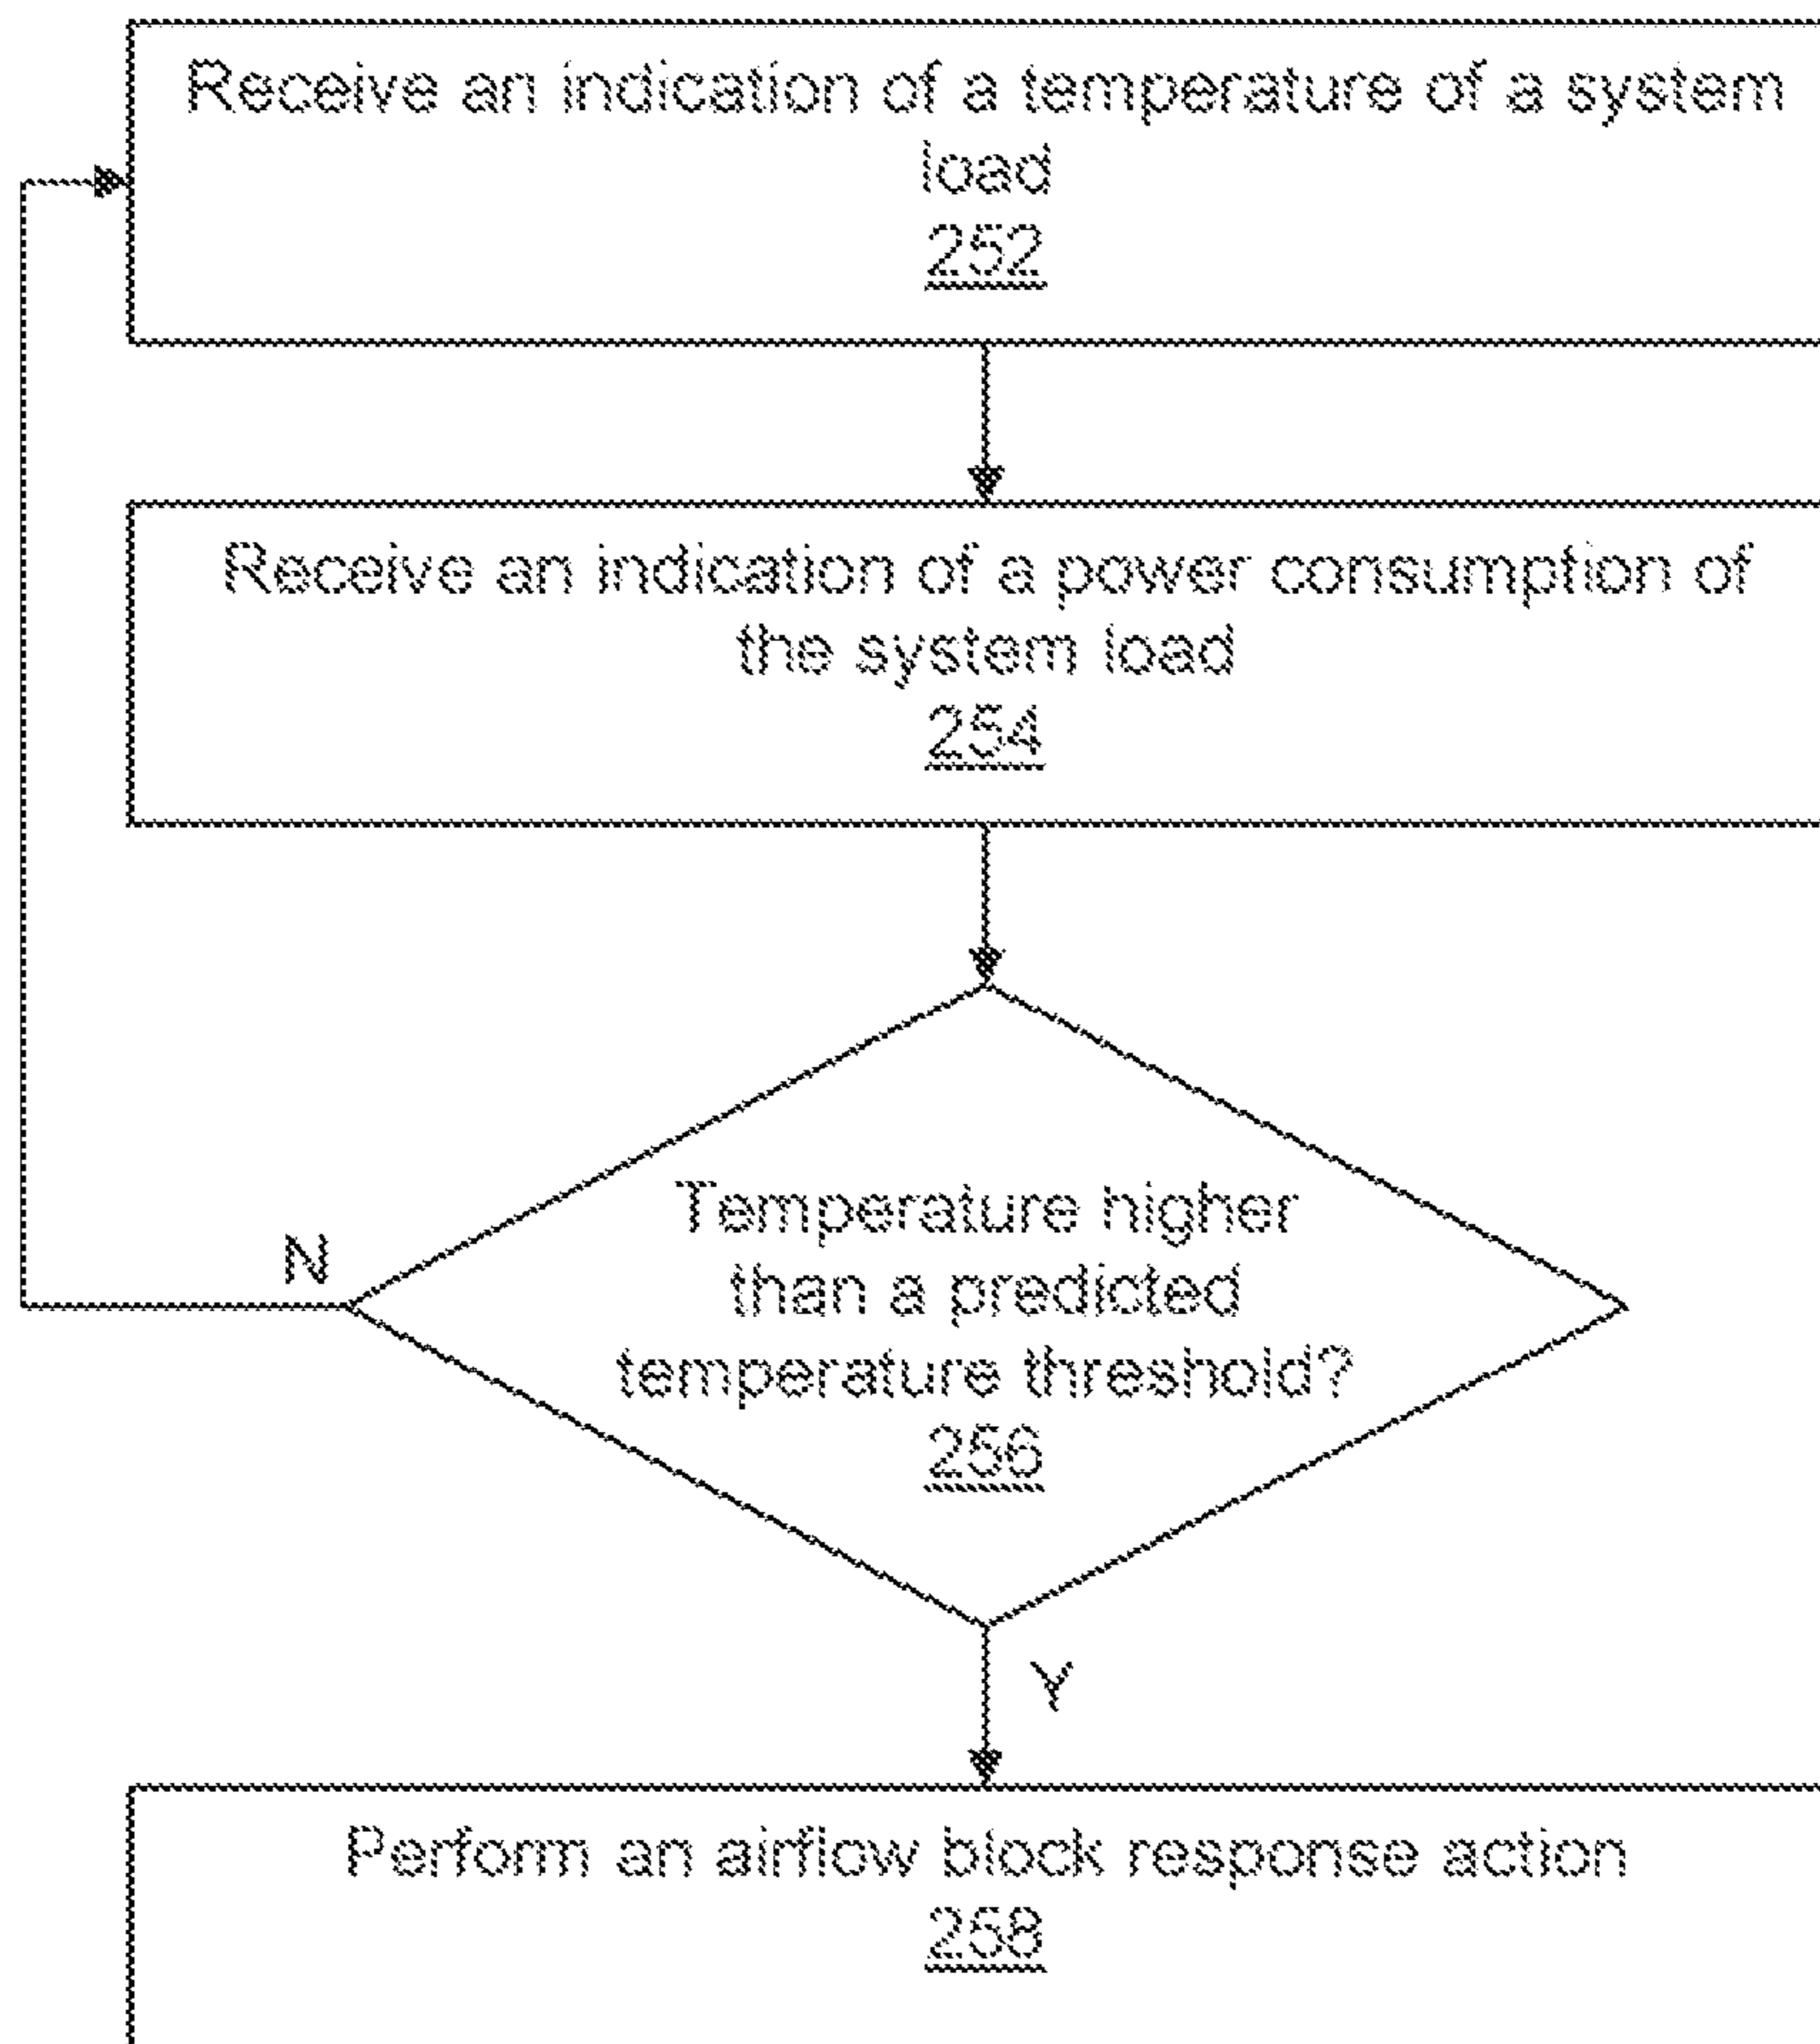 Receive an indication of a temperature of a system
load
252
Receive an indication of a power consumption of
the system load
254
Temperature higher
than a predicted
temperature threshold?
256
N
Y
Perform an airflow block response action
258